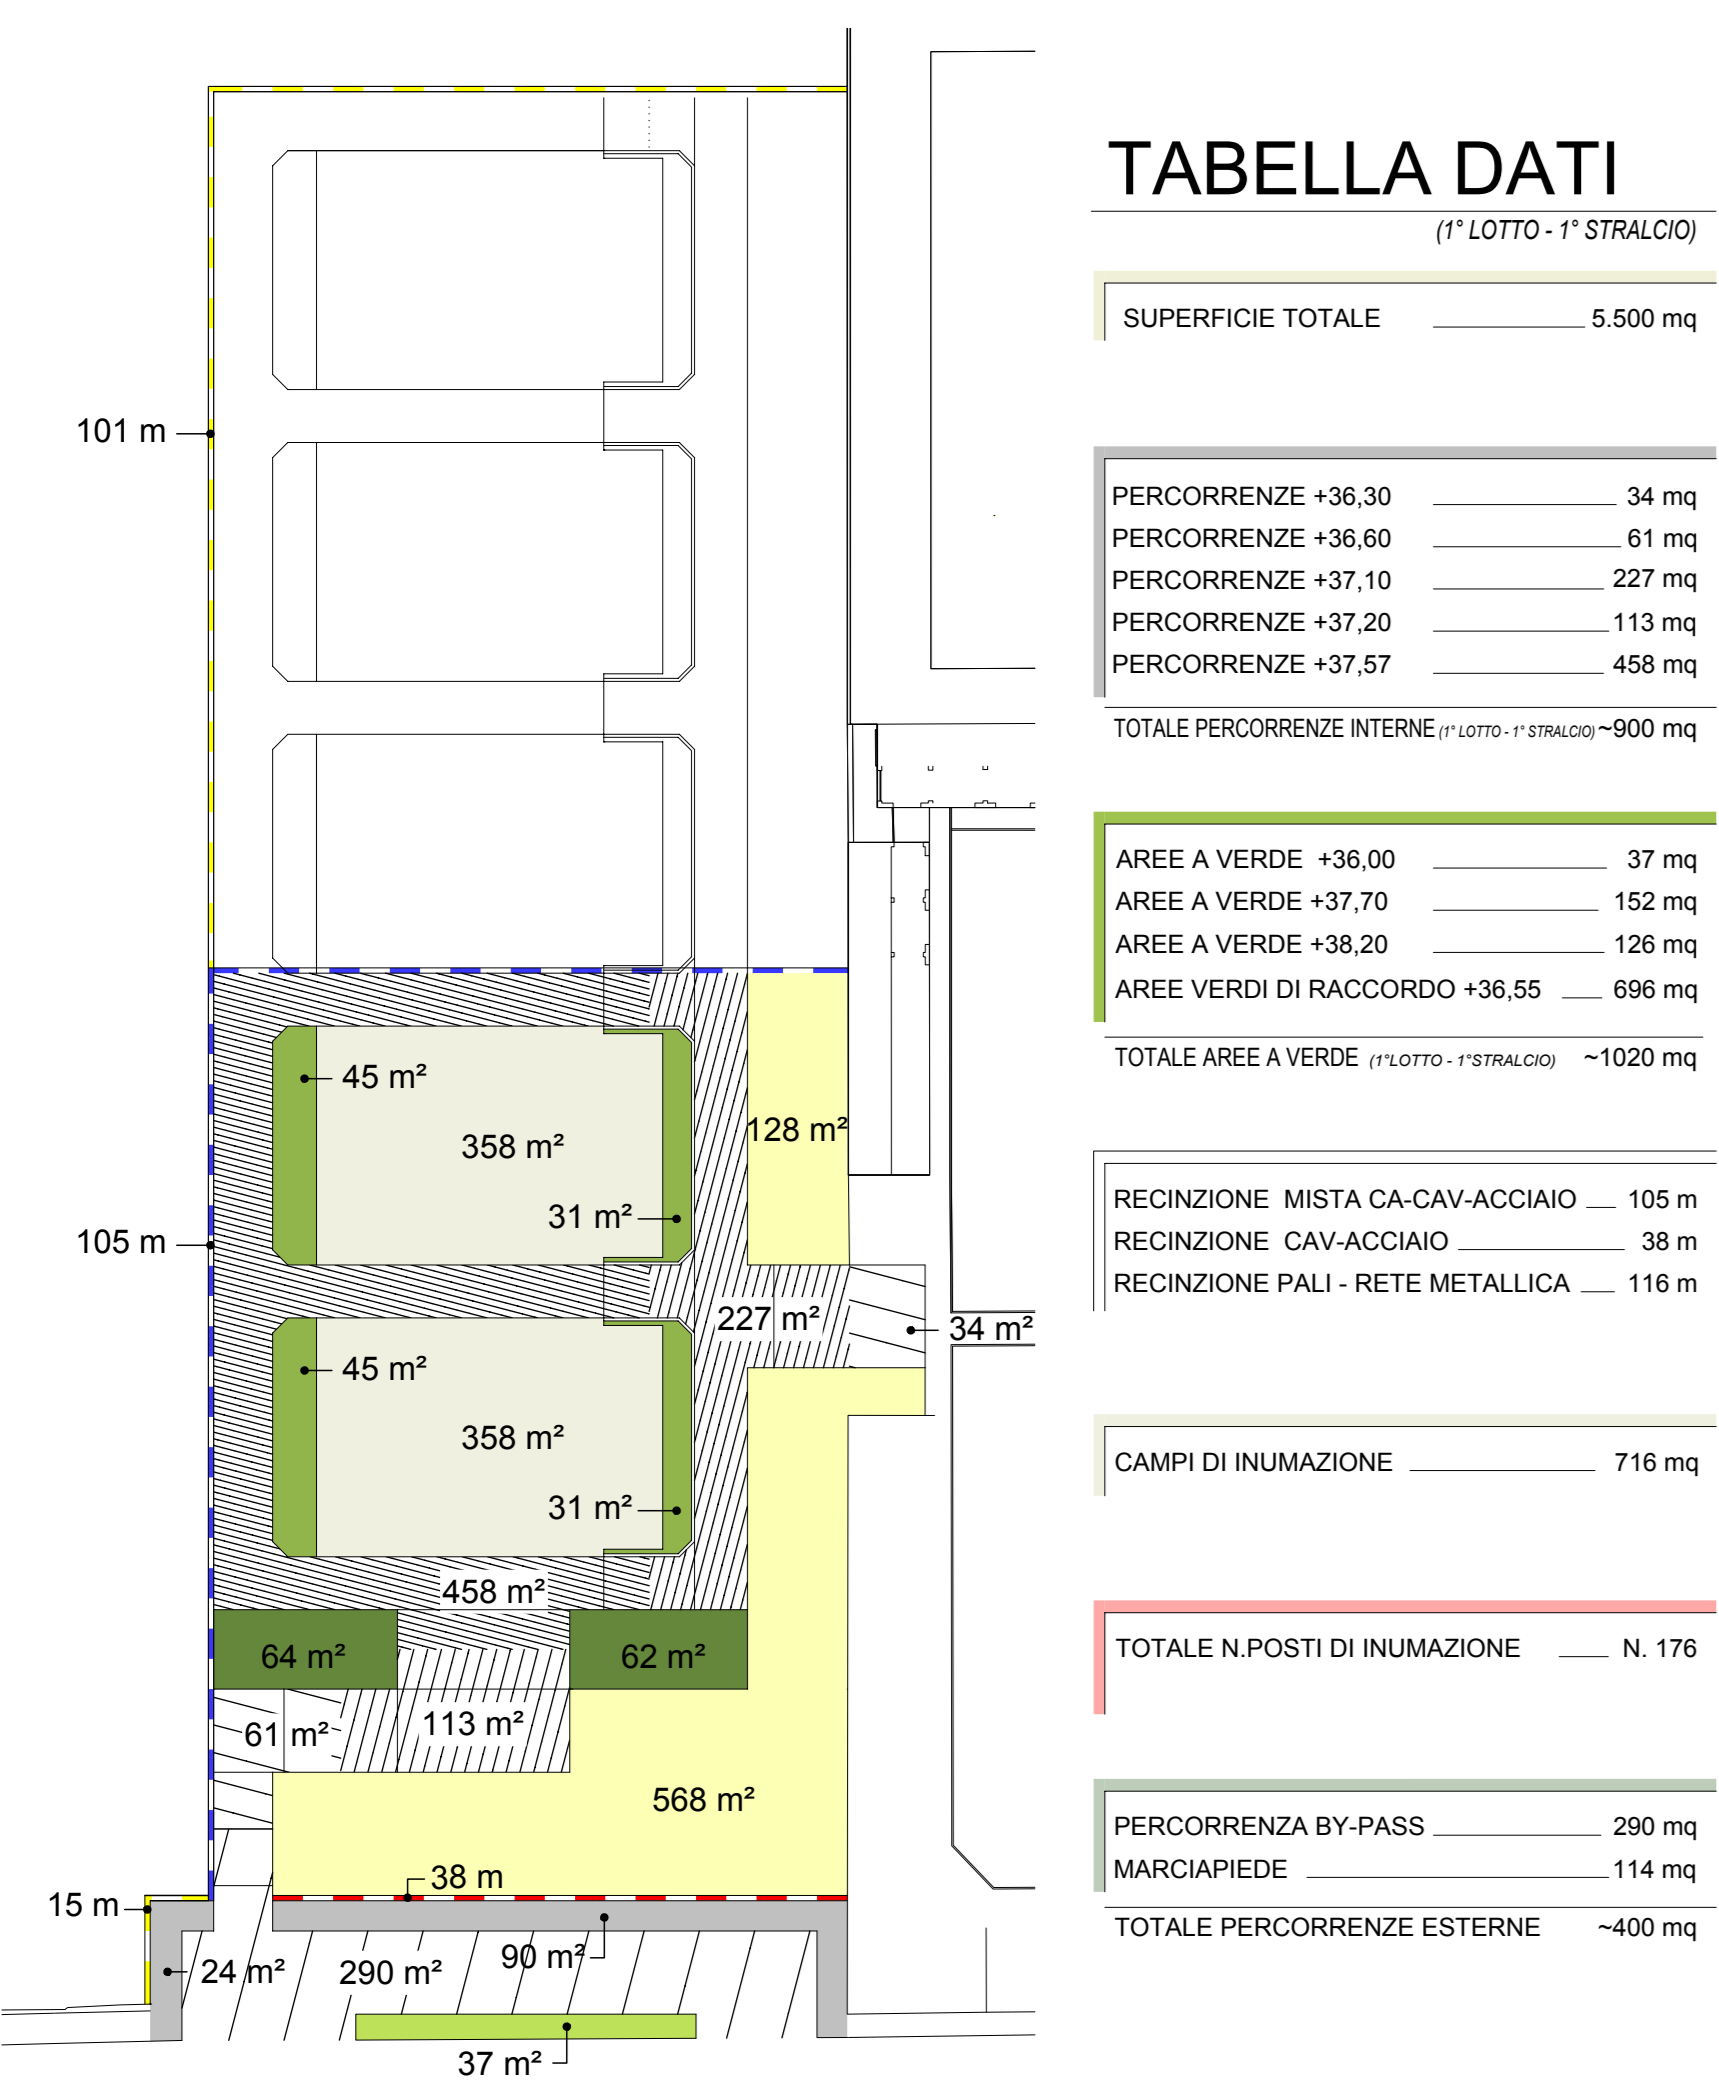 TABELLA DATI
(1° LOTTO - 1° STRALCIO)
SUPERFICIE TOTALE 5.500 mq
PERCORRENZE +36,30 34 mq
PERCORRENZE +36,60 61 mq
PERCORRENZE +37,10 227 mq
PERCORRENZE +37,20 113 mq
PERCORRENZE +37,57 458 mq
TOTALE PERCORRENZE INTERNE (1° LOTTO - 1° STRALCIO) ~900 mq
AREE A VERDE +36,00 37 mq
AREE A VERDE +37,70 152 mq
AREE A VERDE +38,20 126 mq
AREE VERDI DI RACCORDO +36,55 696 mq
TOTALE AREE A VERDE (1°LOTTO - 1°STRALCIO) ~1020 mq
RECINZIONE MISTA CA-CAV-ACCIAIO 105 m
RECINZIONE CAV-ACCIAIO 38 m
RECINZIONE PALI - RETE METALLICA 116 m
CAMPI DI INUMAZIONE 716 mq
TOTALE N.POSTI DI INUMAZIONE N. 176
PERCORRENZA BY-PASS 290 mq
MARCIAPIEDE 114 mq
TOTALE PERCORRENZE ESTERNE ~400 mq
101 m
45 m²
128 m²
358 m²
31 m²
105 m
227 m²
34 m²
45 m²
358 m²
31 m²
458 m²
64 m²
62 m²
61 m²
113 m²
568 m²
38 m
15 m
90 m²
24 m²
290 m²
37 m²